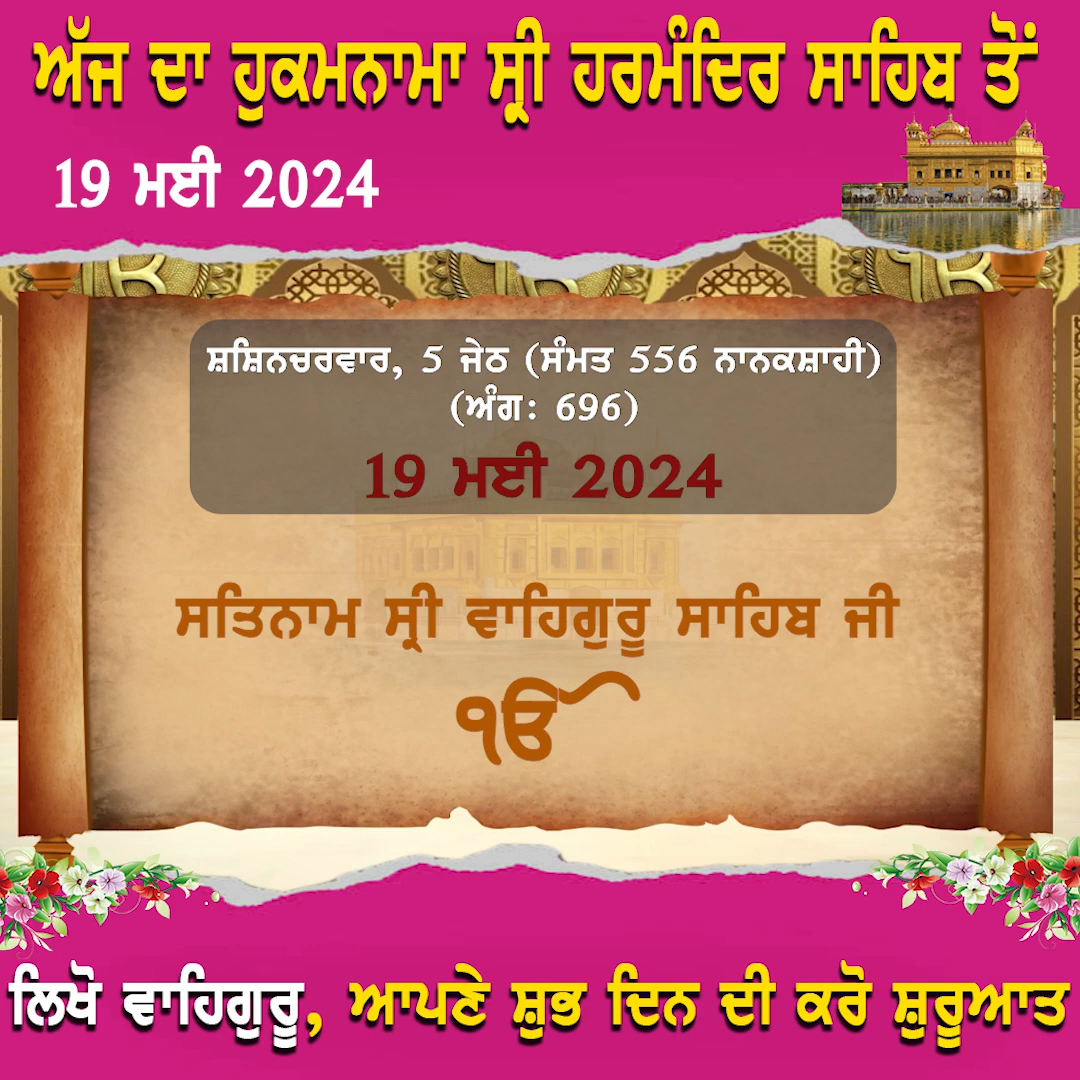 ਅੱਜ ਦਾ ਹੁਕਮਨਾਮਾ ਸ੍ਰੀ ਹਰਮੰਦਿਰ ਸਾਹਿਬ ਤੋਂ
19 ਮਈ 2024
ਸ਼ਸ਼ਿਨਚਰਵਾਰ, 5 ਜੇਠ (ਸੰਮਤ 556 ਨਾਨਕਸ਼ਾਹੀ)
(ਅੰਗ: 696)
19 ਮਈ 2024
ਸਤਿਨਾਮ ਸ੍ਰੀ ਵਾਹਿਗੁਰੂ ਸਾਹਿਬ ਜੀ
ੴ
ਲਿਖੋ ਵਾਹਿਗੁਰੂ, ਆਪਣੇ ਸ਼ੁਭ ਦਿਨ ਦੀ ਕਰੋ ਸ਼ੁਰੂਆਤ